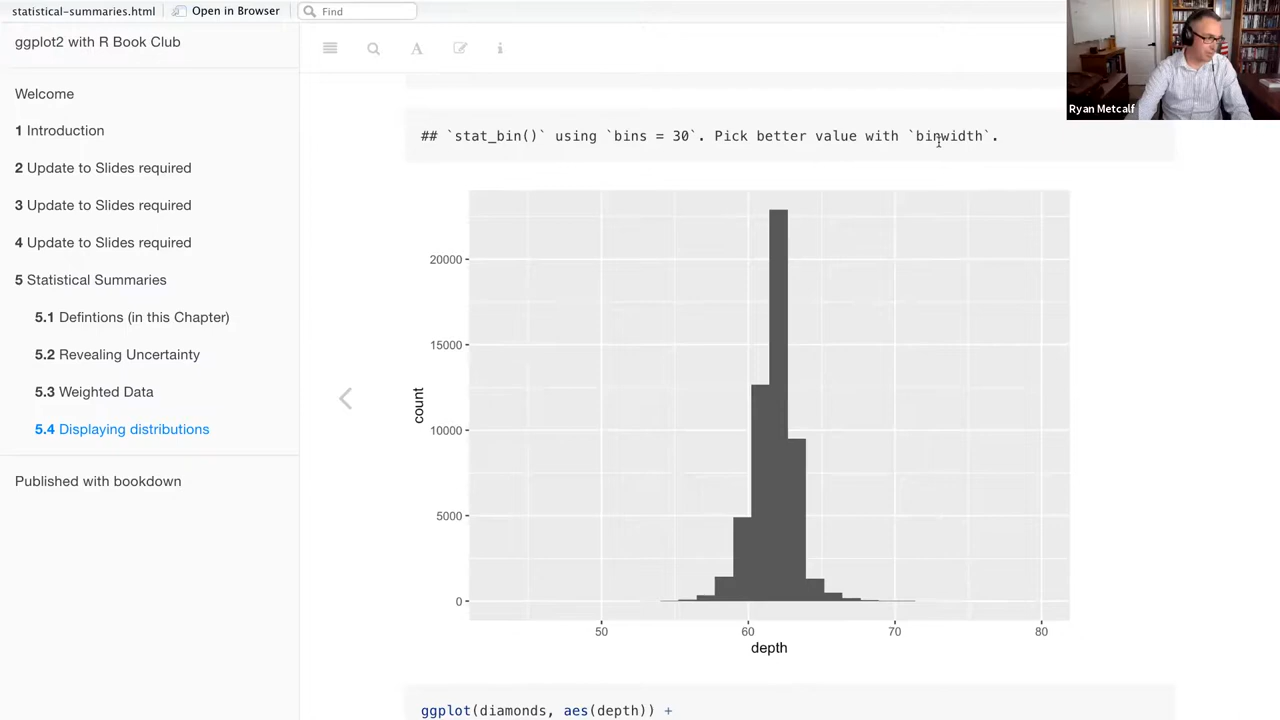 statistical-summaries.html
Open in Browser
Find
ggplot2 with R Book Club
Welcome
1 Introduction
2 Update to Slides required
3 Update to Slides required
4 Update to Slides required
5 Statistical Summaries
5.1 Defintions (in this Chapter)
5.2 Revealing Uncertainty
5.3 Weighted Data
5.4 Displaying distributions
Published with bookdown
A
i
Ryan Metcalf
## `stat_bin()` using `bins = 30`. Pick better value with `binwidth`.
20000
15000
10000
5000
0
count
50
60
70
80
depth
ggplot(diamonds, aes(depth)) +